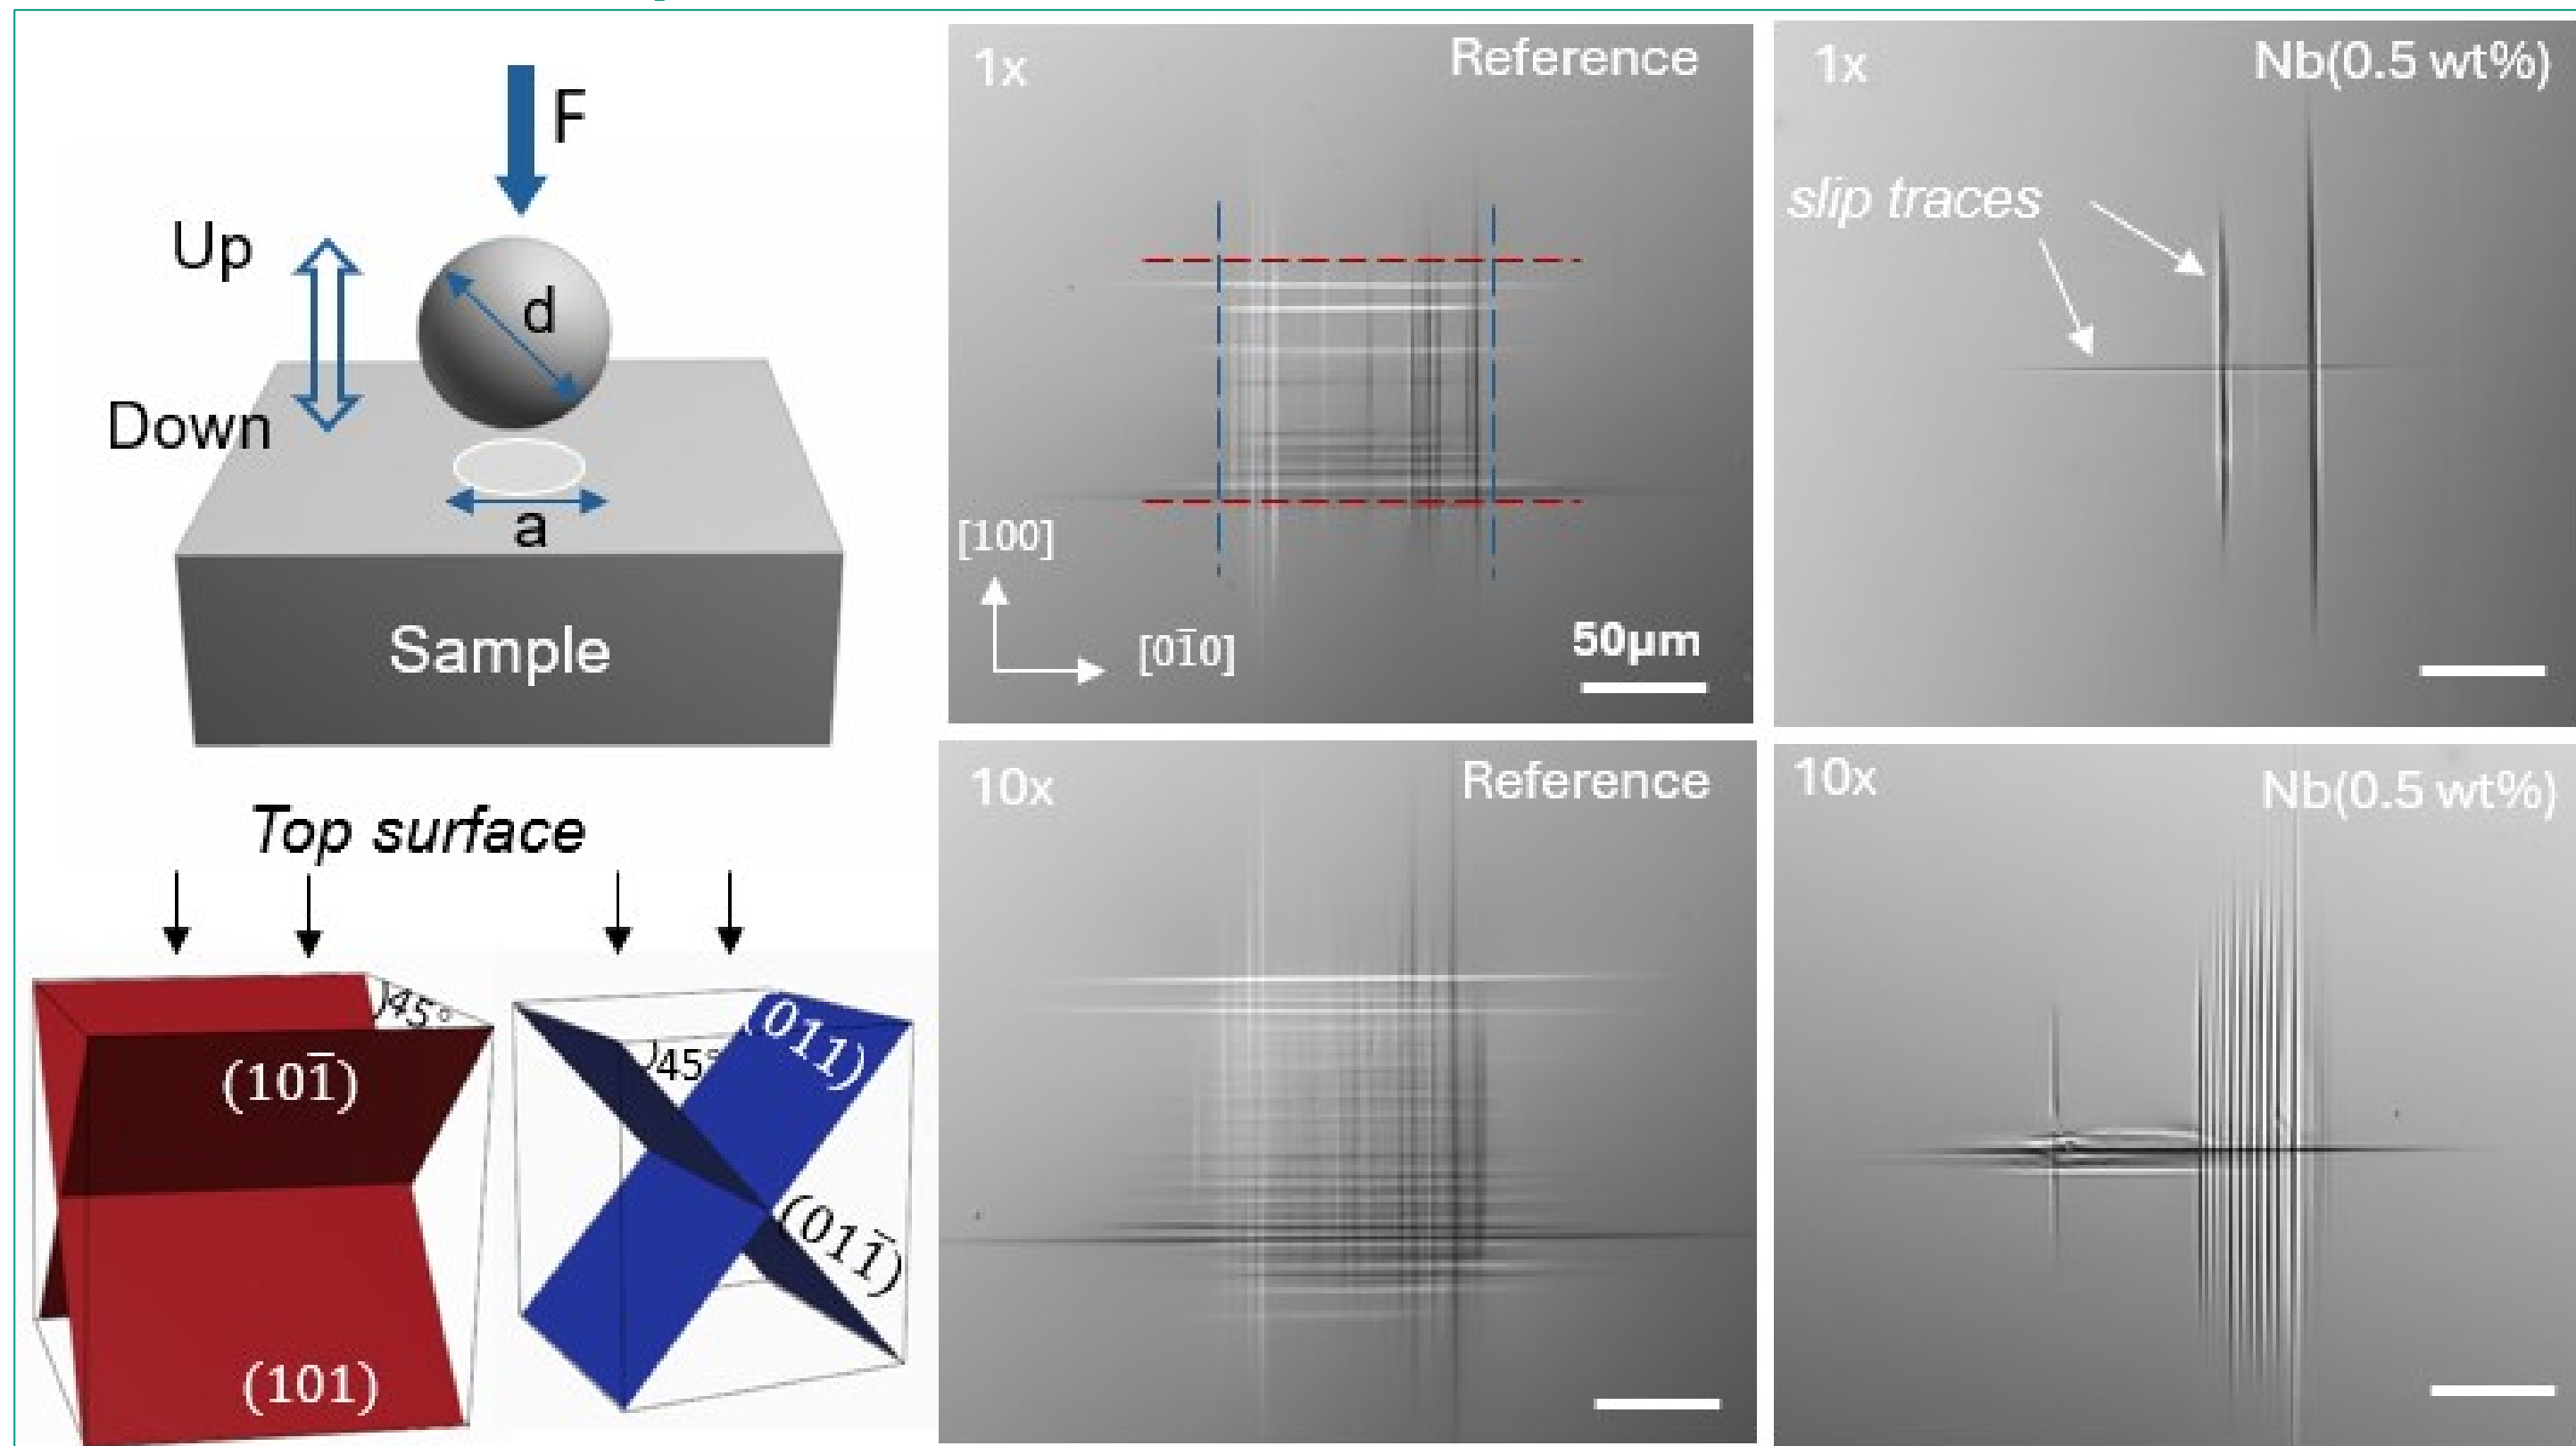 F
Up
d
Down
a
Sample
Top surface
45°
(101̅)
(101)
(011)
45°
(011̅)
1x
Reference
[100]
[01̅0]
50µm
1x
Nb(0.5 wt%)
slip traces
10x
Reference
10x
Nb(0.5 wt%)